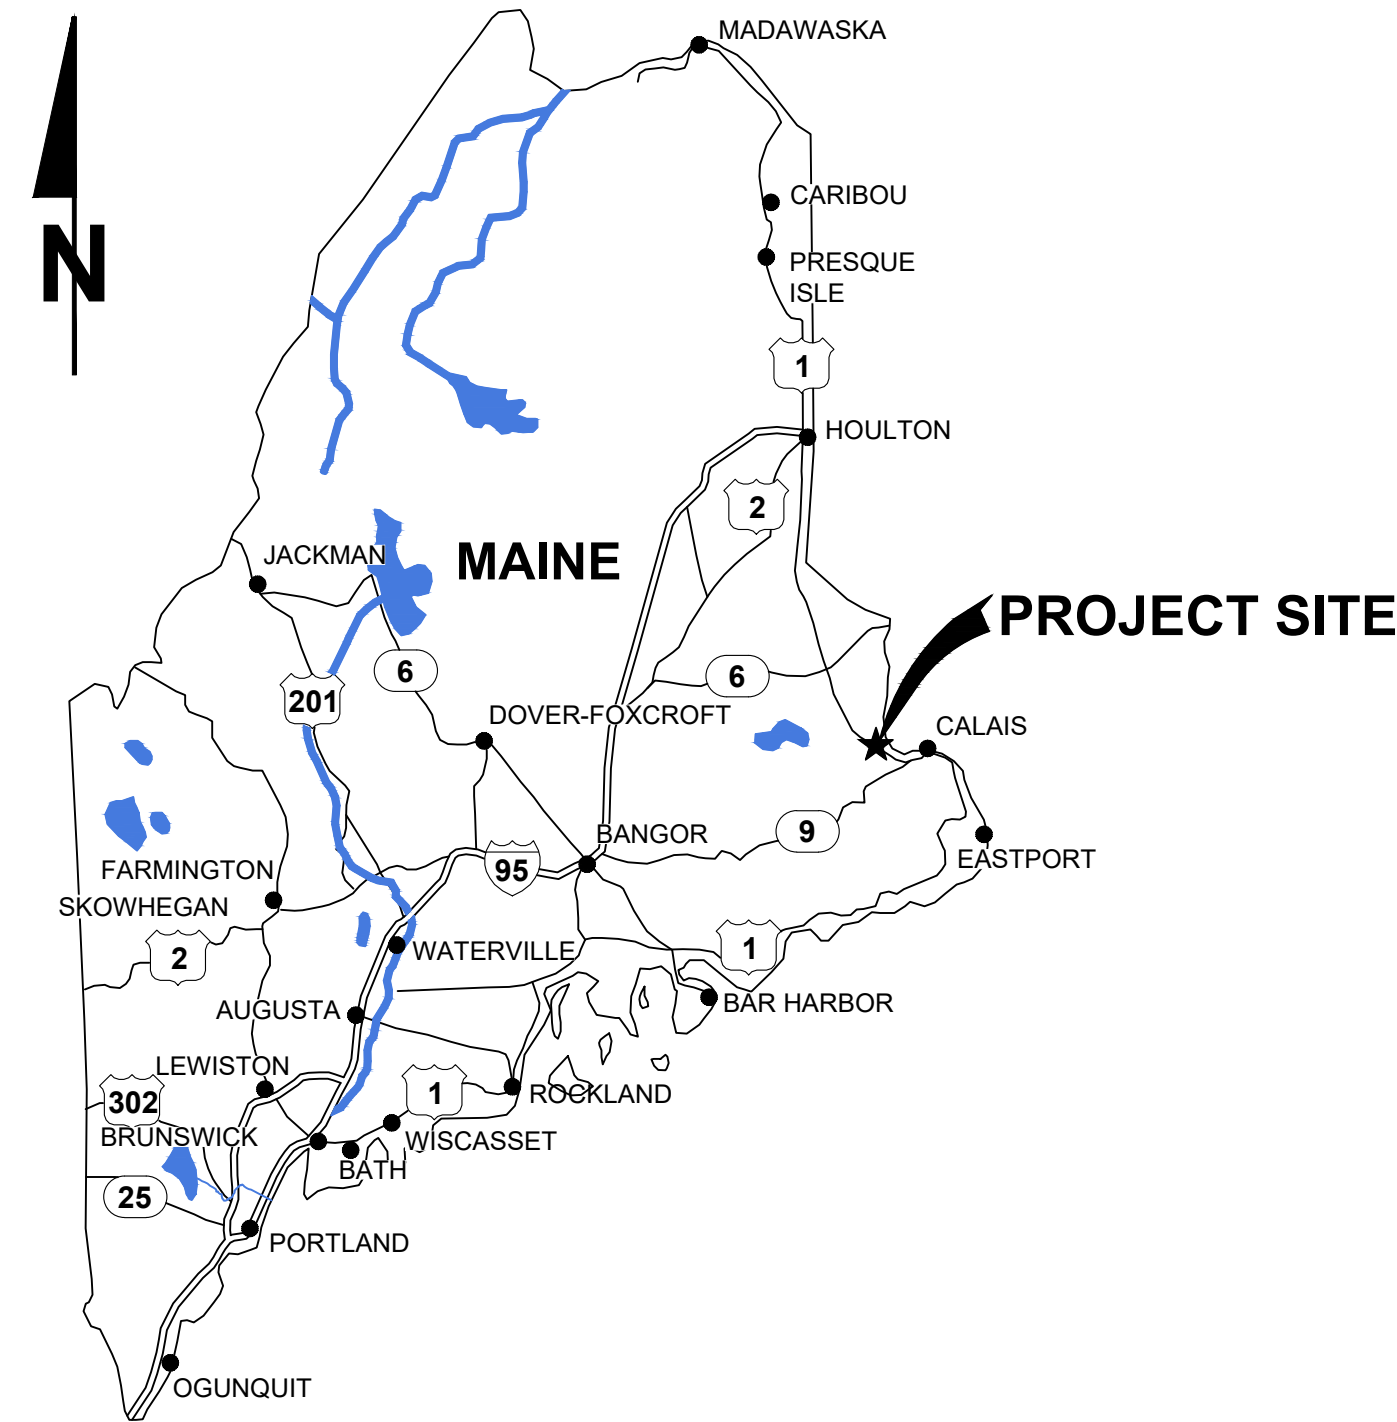 MADAWASKA
CARIBOU
N
PRESQUE
ISLE
1
HOULTON
2
JACKMAN
MAINE
PROJECT SITE
6
6
201
DOVER-FOXCROFT
CALAIS
9
BANGOR
EASTPORT
95
FARMINGTON
SKOWHEGAN
1
WATERVILLE
2
BAR HARBOR
AUGUSTA
LEWISTON
1
ROCKLAND
302
BRUNSWICK
WISCASSET
BATH
25
PORTLAND
OGUNQUIT